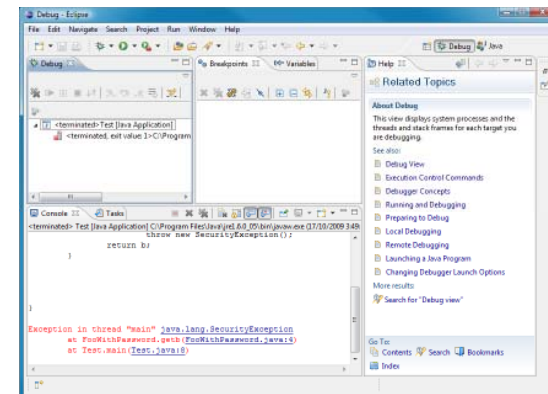 Debug - Eclipse
File Edit Navigate Search Project Run Window Help
Debug Java
Debug
Breakpoints Variables
Help
Related Topics
<terminated> Test [Java Application]
<terminated, exit value: 1> C:\Program
About Debug
This view displays system processes and the
threads and stack frames for each target you
are debugging.
See also:
Debug View
Execution Control Commands
Debugger Concepts
Running and Debugging
Preparing to Debug
Local Debugging
Remote Debugging
Launching a Java Program
Changing Debugger Launch Options
More results:
Search for "Debug view"
Go To:
Contents Search Bookmarks
Index
Console Tasks
<terminated> Test [Java Application] C:\Program Files\Java\jre1.6.0_05\bin\javaw.exe (17/10/2009 3:49:
throw new SecurityException();
return b;
}
}
Exception in thread "main" java.lang.SecurityException
at FooWithPassword.getb(FooWithPassword.java:4)
at Test.main(Test.java:8)